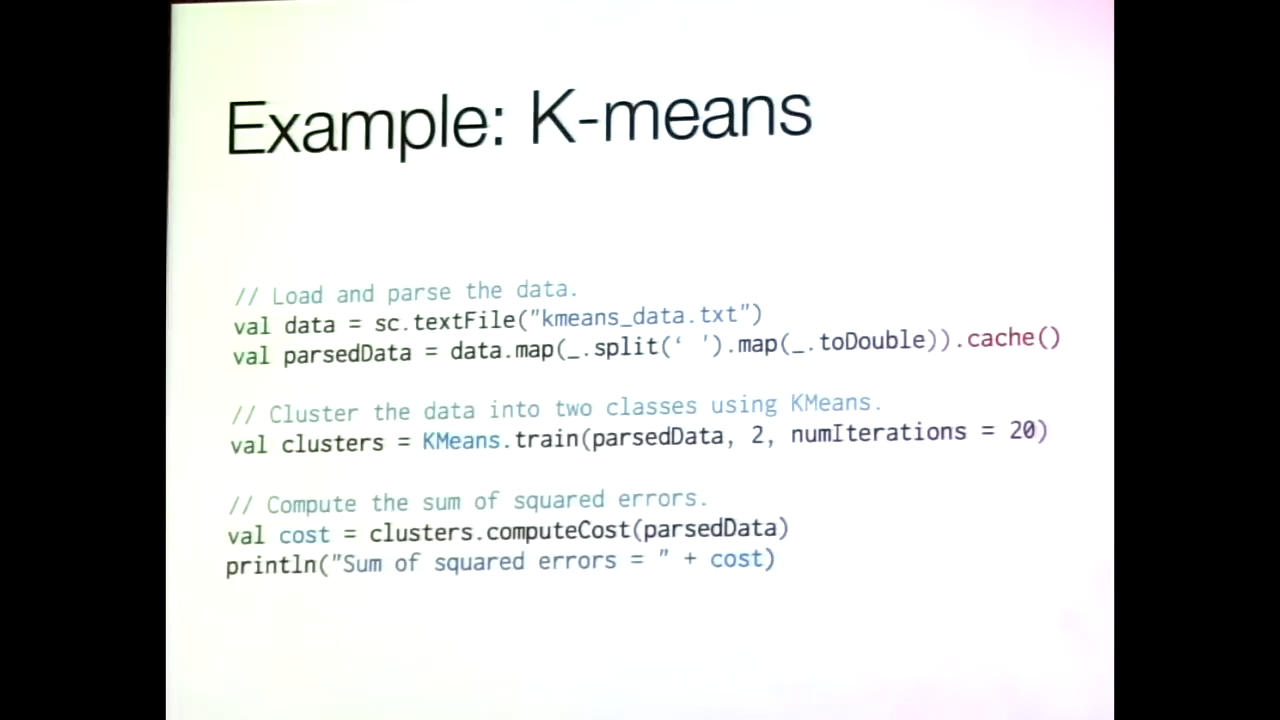 Example: K-means
// Load and parse the data.
val data = sc.textFile("kmeans_data.txt")
val parsedData = data.map(_.split(‘ ').map(_.toDouble)).cache()
// Cluster the data into two classes using KMeans.
val clusters = KMeans.train(parsedData, 2, numIterations = 20)
// Compute the sum of squared errors.
val cost = clusters.computeCost(parsedData)
println("Sum of squared errors = " + cost)